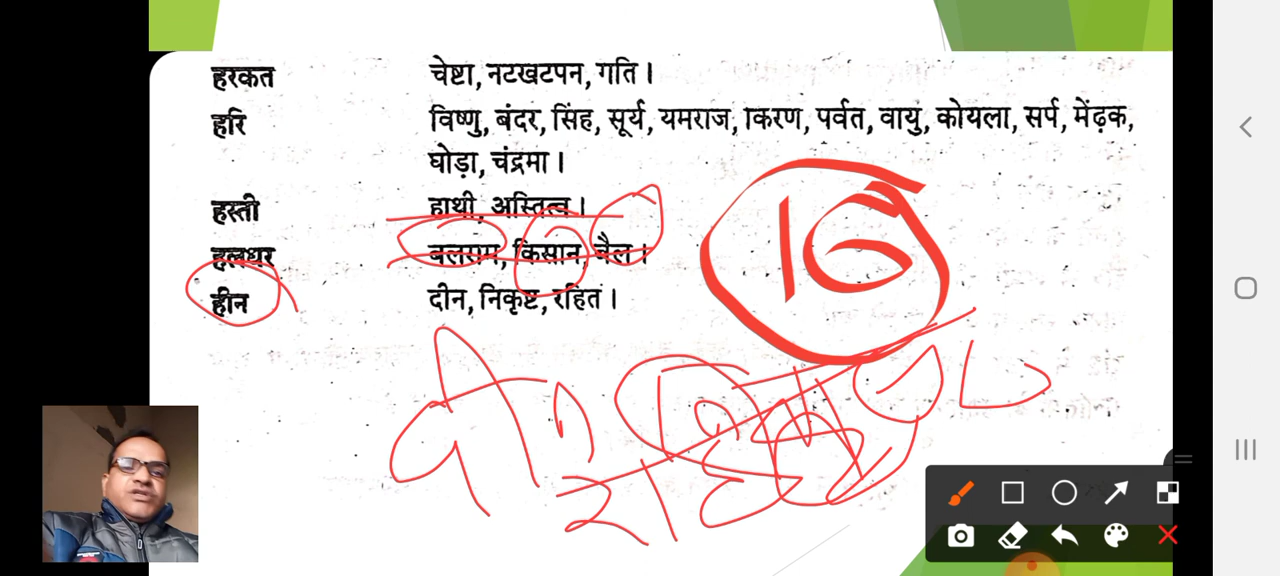 हरकत चेष्टा, नटखटपन, गति।
हरि विष्णु, बंदर, सिंह, सूर्य, यमराज, किरण, पर्वत, वायु, कोयला, सर्प, मेंढ़क,
घोड़ा, चंद्रमा।
हस्ती हाथी, अस्तित्व।
हलधर बलराम, किसान, बैल।
हीन दीन, निकृष्ट, रहित।
16
दीन